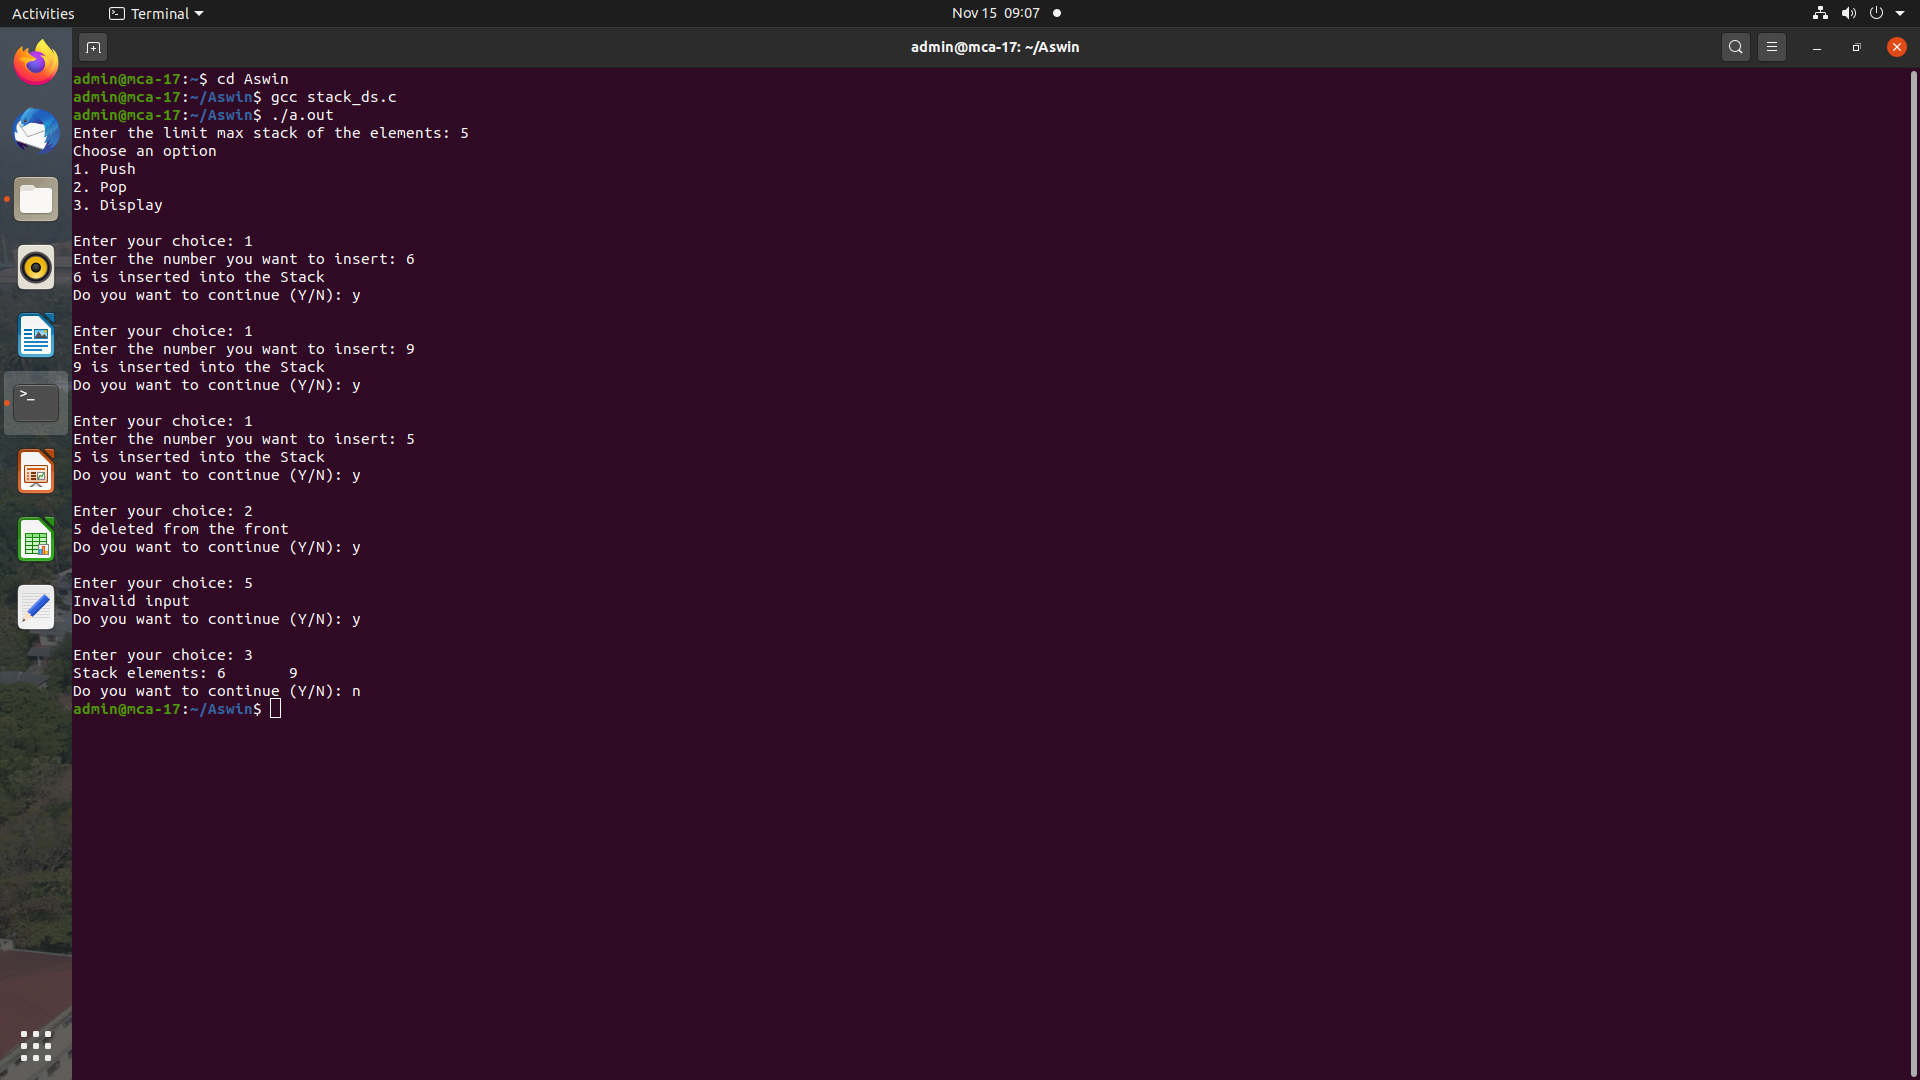 Activities
Terminal
Nov 15 09:07
admin@mca-17: ~/Aswin
admin@mca-17:~$ cd Aswin
admin@mca-17:~/Aswin$ gcc stack_ds.c
admin@mca-17:~/Aswin$ ./a.out
Enter the limit max stack of the elements: 5
Choose an option
1. Push
2. Pop
3. Display
Enter your choice: 1
Enter the number you want to insert: 6
6 is inserted into the Stack
Do you want to continue (Y/N): y
Enter your choice: 1
Enter the number you want to insert: 9
9 is inserted into the Stack
Do you want to continue (Y/N): y
Enter your choice: 1
Enter the number you want to insert: 5
5 is inserted into the Stack
Do you want to continue (Y/N): y
Enter your choice: 2
5 deleted from the front
Do you want to continue (Y/N): y
Enter your choice: 5
Invalid input
Do you want to continue (Y/N): y
Enter your choice: 3
Stack elements: 6       9
Do you want to continue (Y/N): n
admin@mca-17:~/Aswin$